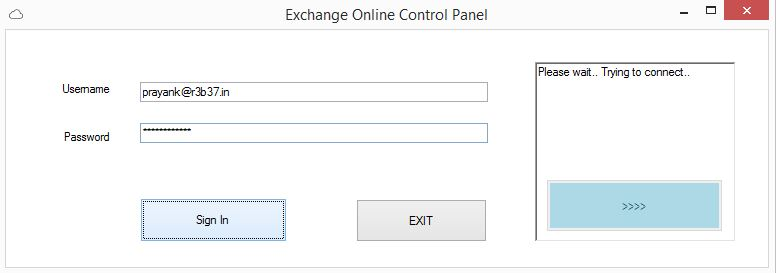 Exchange Online Control Panel
Username
prayank@r3b37.in
Password
************
Sign In
EXIT
Please wait.. Trying to connect..
>>>>